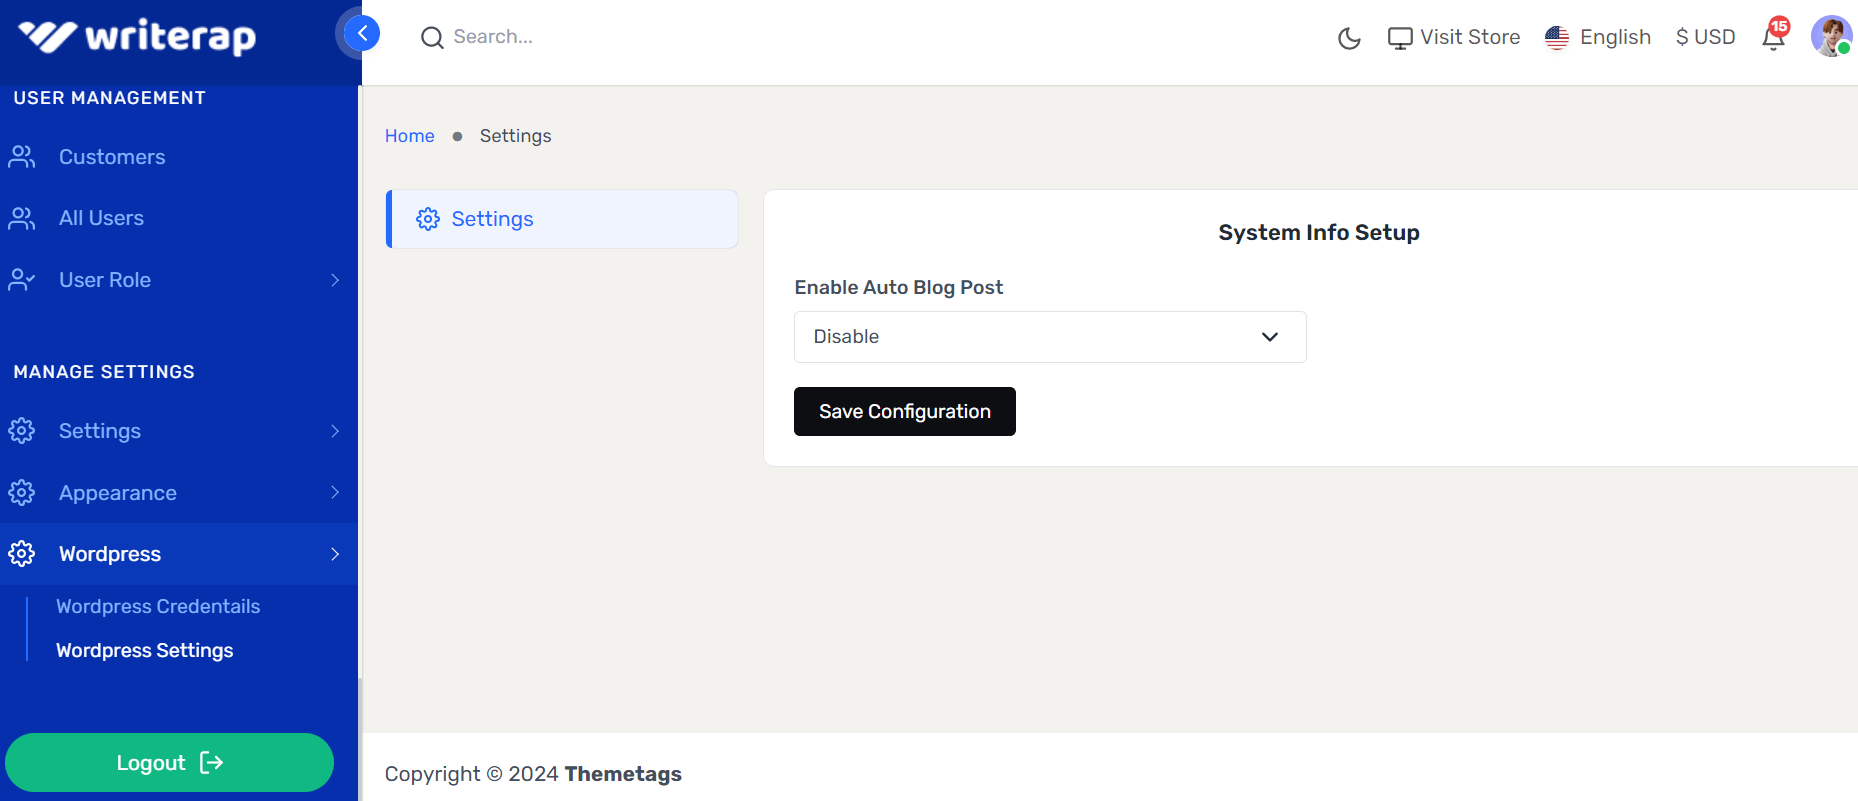 writerap
Search...
Visit Store
English
$ USD
15
USER MANAGEMENT
Customers
All Users
User Role
MANAGE SETTINGS
Settings
Appearance
Wordpress
Wordpress Credentails
Wordpress Settings
Logout
Home
Settings
Settings
System Info Setup
Enable Auto Blog Post
Disable
Save Configuration
Copyright © 2024 Themetags